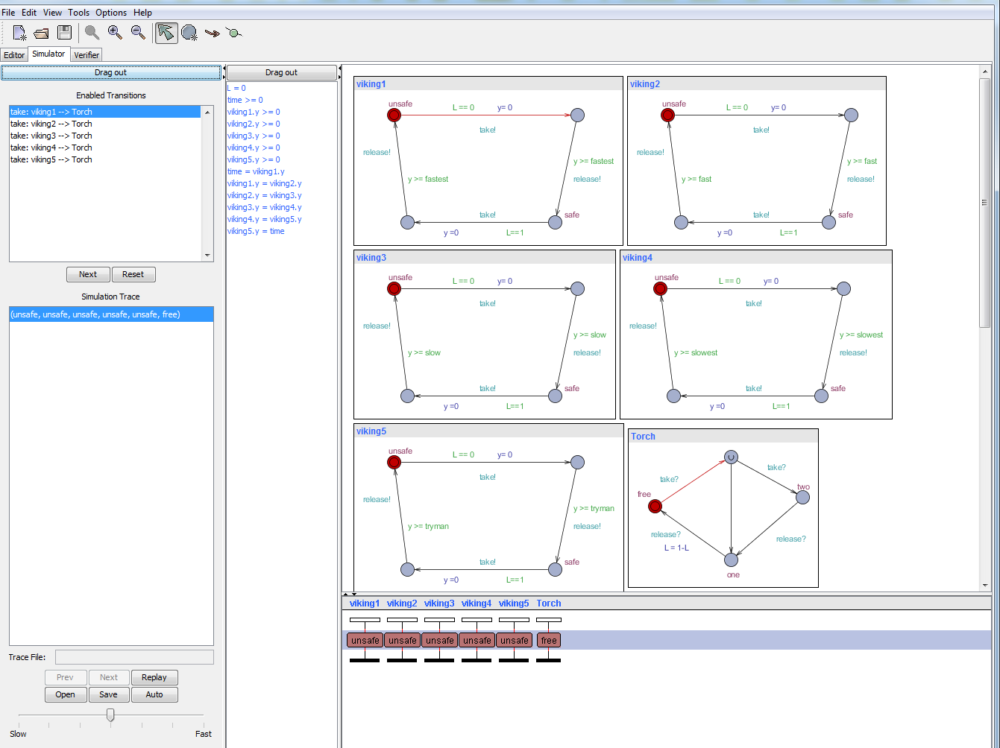 File Edit View Tools Options Help
Editor Simulator Verifier
Drag out
Enabled Transitions
take: viking1 --> Torch
take: viking2 --> Torch
take: viking3 --> Torch
take: viking4 --> Torch
take: viking5 --> Torch
Next Reset
Simulation Trace
(unsafe, unsafe, unsafe, unsafe, unsafe, free)
Trace File:
Prev Next Replay
Open Save Auto
Slow Fast
Drag out
L = 0
time >= 0
viking1.y >= 0
viking2.y >= 0
viking3.y >= 0
viking4.y >= 0
viking5.y >= 0
time = viking1.y
viking1.y = viking2.y
viking2.y = viking3.y
viking3.y = viking4.y
viking4.y = viking5.y
viking5.y = time
viking1
unsafe
L == 0 y= 0
take!
release!
y >= fastest
y >= fastest
release!
take!
safe
y =0 L==1
viking2
unsafe
L == 0 y= 0
take!
release!
y >= fast
y >= fast
release!
take!
safe
y =0 L==1
viking3
unsafe
L == 0 y= 0
take!
release!
y >= slow
y >= slow
release!
take!
safe
y =0 L==1
viking4
unsafe
L == 0 y= 0
take!
release!
y >= slowest
y >= slowest
release!
take!
safe
y =0 L==1
viking5
unsafe
L == 0 y= 0
take!
release!
y >= tryman
y >= tryman
release!
take!
safe
y =0 L==1
Torch
take?
take?
free
two
release?
release?
L = 1-L
one
viking1 viking2 viking3 viking4 viking5 Torch
unsafe unsafe unsafe unsafe unsafe free